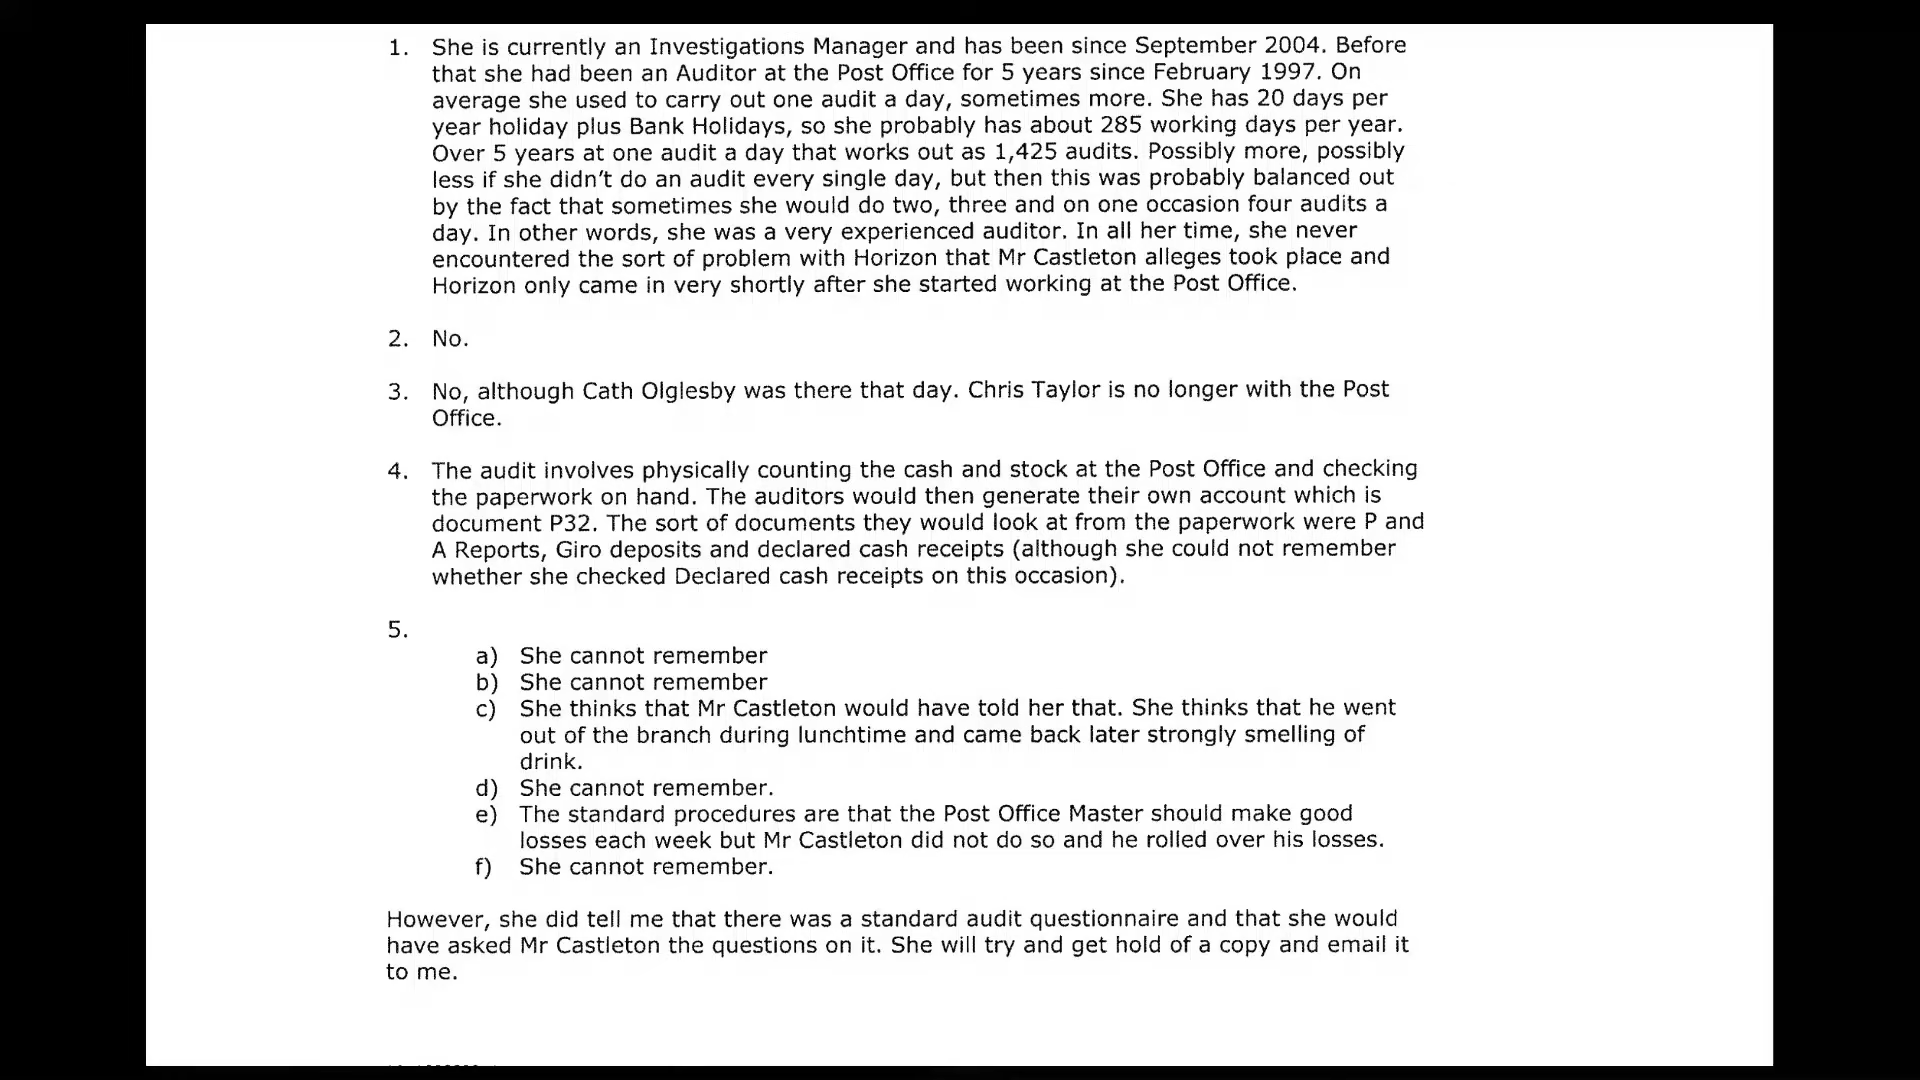 1. She is currently an Investigations Manager and has been since September 2004. Before
that she had been an Auditor at the Post Office for 5 years since February 1997. On
average she used to carry out one audit a day, sometimes more. She has 20 days per
year holiday plus Bank Holidays, so she probably has about 285 working days per year.
Over 5 years at one audit a day that works out as 1,425 audits. Possibly more, possibly
less if she didn't do an audit every single day, but then this was probably balanced out
by the fact that sometimes she would do two, three and on one occasion four audits a
day. In other words, she was a very experienced auditor. In all her time, she never
encountered the sort of problem with Horizon that Mr Castleton alleges took place and
Horizon only came in very shortly after she started working at the Post Office.
2. No.
3. No, although Cath Olglesby was there that day. Chris Taylor is no longer with the Post
Office.
4. The audit involves physically counting the cash and stock at the Post Office and checking
the paperwork on hand. The auditors would then generate their own account which is
document P32. The sort of documents they would look at from the paperwork were P and
A Reports, Giro deposits and declared cash receipts (although she could not remember
whether she checked Declared cash receipts on this occasion).
5.
a) She cannot remember
b) She cannot remember
c) She thinks that Mr Castleton would have told her that. She thinks that he went
out of the branch during lunchtime and came back later strongly smelling of
drink.
d) She cannot remember.
e) The standard procedures are that the Post Office Master should make good
losses each week but Mr Castleton did not do so and he rolled over his losses.
f) She cannot remember.
However, she did tell me that there was a standard audit questionnaire and that she would
have asked Mr Castleton the questions on it. She will try and get hold of a copy and email it
to me.